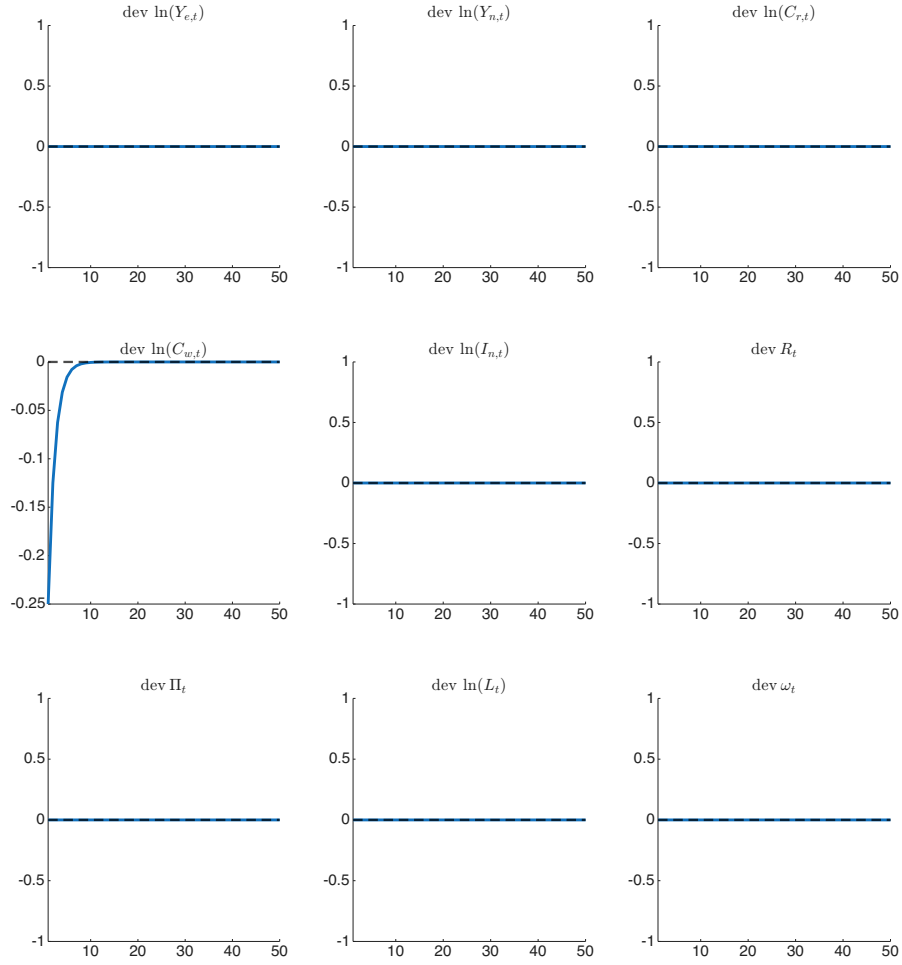 dev ln(Y_{e,t}) dev ln(Y_{n,t}) dev ln(C_{r,t})
1 1 1
0.5 0.5 0.5
0 0 0
-0.5 -0.5 -0.5
-1 -1 -1
10 20 30 40 50 10 20 30 40 50 10 20 30 40 50
dev ln(C_{w,t}) dev ln(I_{n,t}) dev R_t
0 1 1
-0.05
0.5 0.5
-0.1
0 0
-0.15
-0.5 -0.5
-0.2
-0.25 -1 -1
10 20 30 40 50 10 20 30 40 50 10 20 30 40 50
dev Π_t dev ln(L_t) dev ω_t
1 1 1
0.5 0.5 0.5
0 0 0
-0.5 -0.5 -0.5
-1 -1 -1
10 20 30 40 50 10 20 30 40 50 10 20 30 40 50